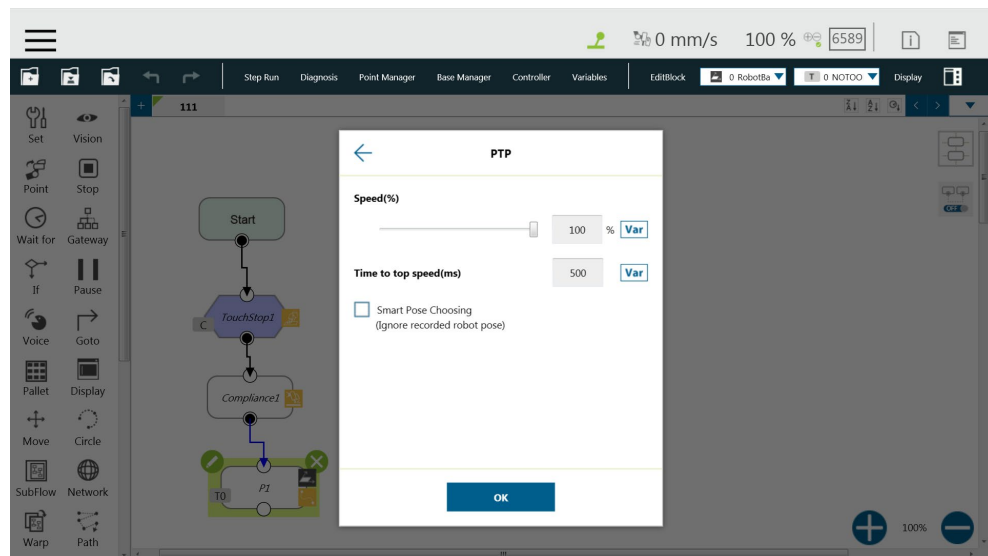 0 mm/s 100 % 6589
Step Run Diagnosis Point Manager Base Manager Controller Variables EditBlock 0 RobotBa T 0 NOTOO Display
+ 111
Set Vision
Point Stop
Wait for Gateway
If Pause
Voice Goto
Pallet Display
Move Circle
SubFlow Network
Warp Path
Start
C TouchStop1
Compliance1
T0 P1
PTP
Speed(%)
100 % Var
Time to top speed(ms) 500 Var
Smart Pose Choosing
(Ignore recorded robot pose)
OK
OFF
100%